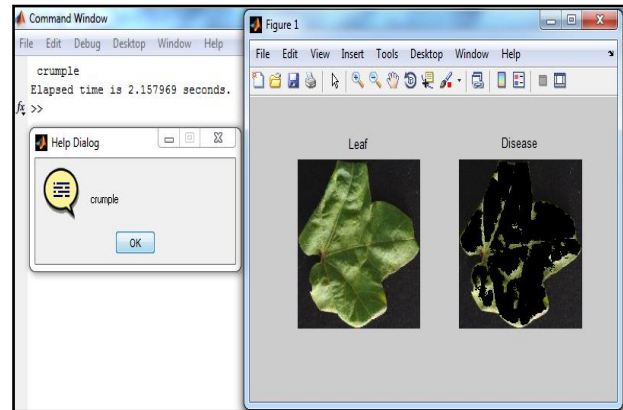 Command Window
File Edit Debug Desktop Window Help
crumple
Elapsed time is 2.157969 seconds.
fx >>
Help Dialog
crumple
OK
Figure 1
File Edit View Insert Tools Desktop Window Help
Leaf Disease